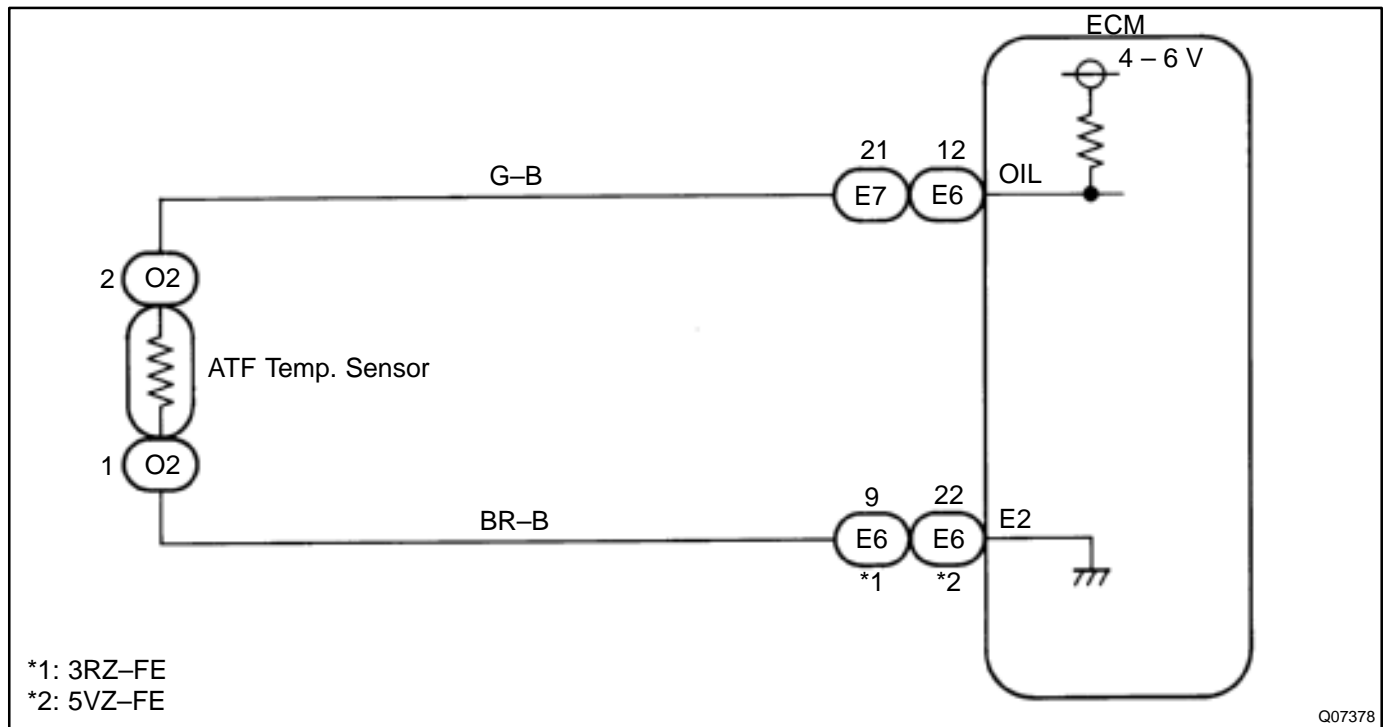 ECM
4 – 6 V
21 12
G–B
E7 E6 OIL
2 O2
ATF Temp. Sensor
1 O2
9 22
BR–B
E6 E6 E2
*1 *2
*1: 3RZ–FE
*2: 5VZ–FE
Q07378